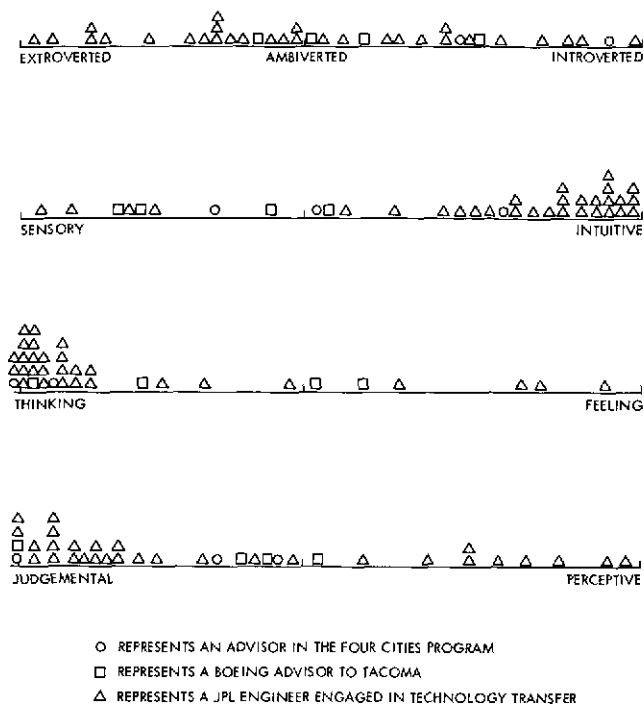 EXTROVERTED AMBIVERTED INTROVERTED
SENSORY INTUITIVE
THINKING FEELING
JUDGEMENTAL PERCEPTIVE
REPRESENTS AN ADVISOR IN THE FOUR CITIES PROGRAM
REPRESENTS A BOEING ADVISOR TO TACOMA
REPRESENTS A JPL ENGINEER ENGAGED IN TECHNOLOGY TRANSFER